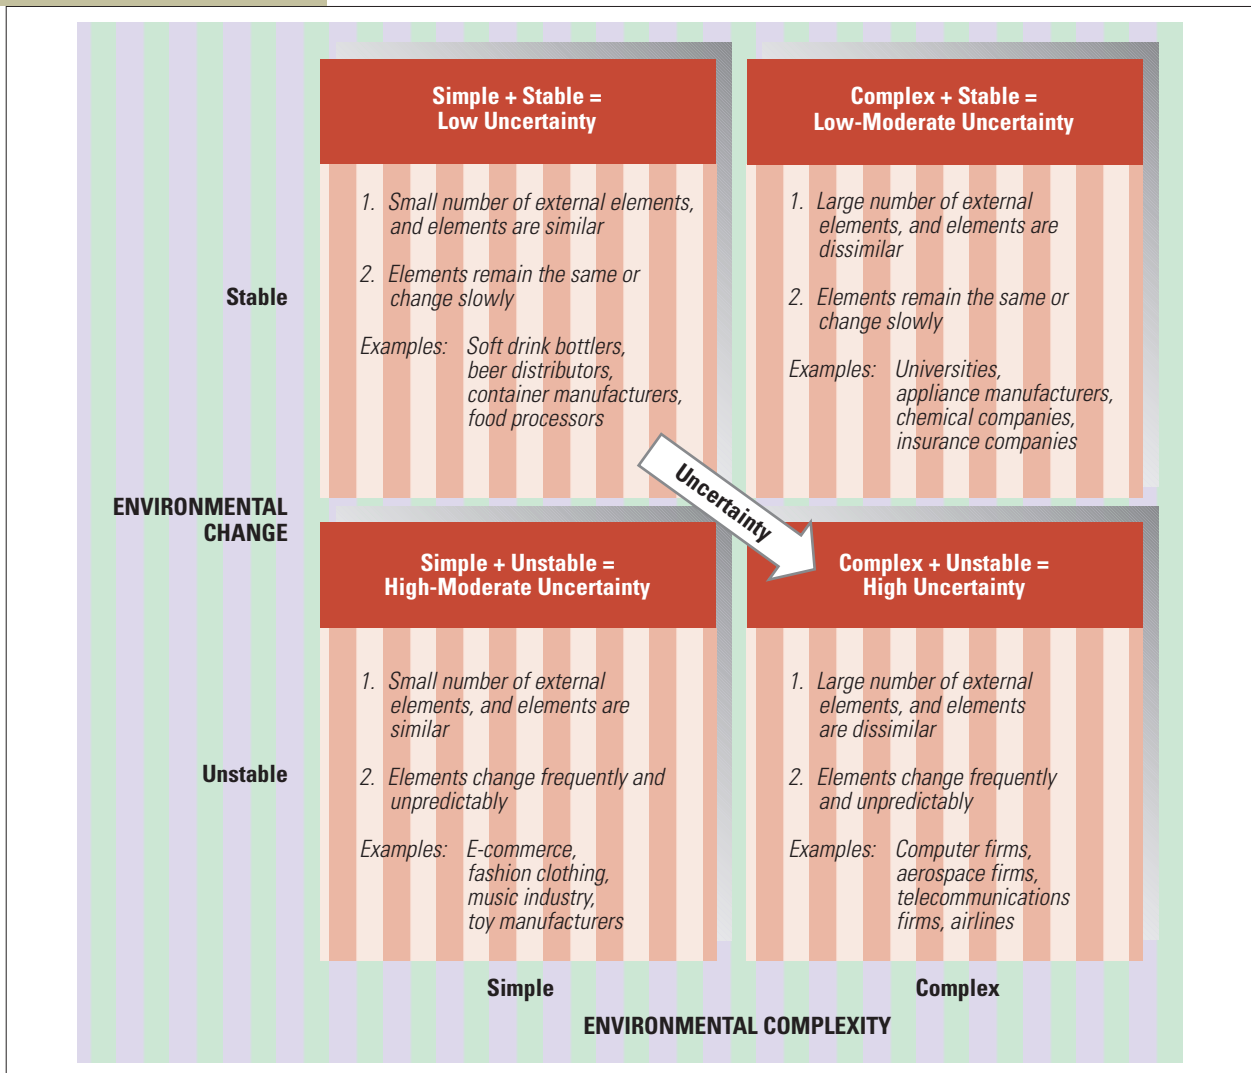 Simple + Stable =
Low Uncertainty
1. Small number of external elements,
and elements are similar
2. Elements remain the same or
change slowly
Examples: Soft drink bottlers,
beer distributors,
container manufacturers,
food processors
Complex + Stable =
Low-Moderate Uncertainty
1. Large number of external
elements, and elements are
dissimilar
2. Elements remain the same or
change slowly
Examples: Universities,
appliance manufacturers,
chemical companies,
insurance companies
Stable
Uncertainty
ENVIRONMENTAL
CHANGE
Simple + Unstable =
High-Moderate Uncertainty
1. Small number of external
elements, and elements are
similar
2. Elements change frequently and
unpredictably
Examples: E-commerce,
fashion clothing,
music industry,
toy manufacturers
Complex + Unstable =
High Uncertainty
1. Large number of external
elements, and elements
are dissimilar
2. Elements change frequently
and unpredictably
Examples: Computer firms,
aerospace firms,
telecommunications
firms, airlines
Unstable
Simple
Complex
ENVIRONMENTAL COMPLEXITY